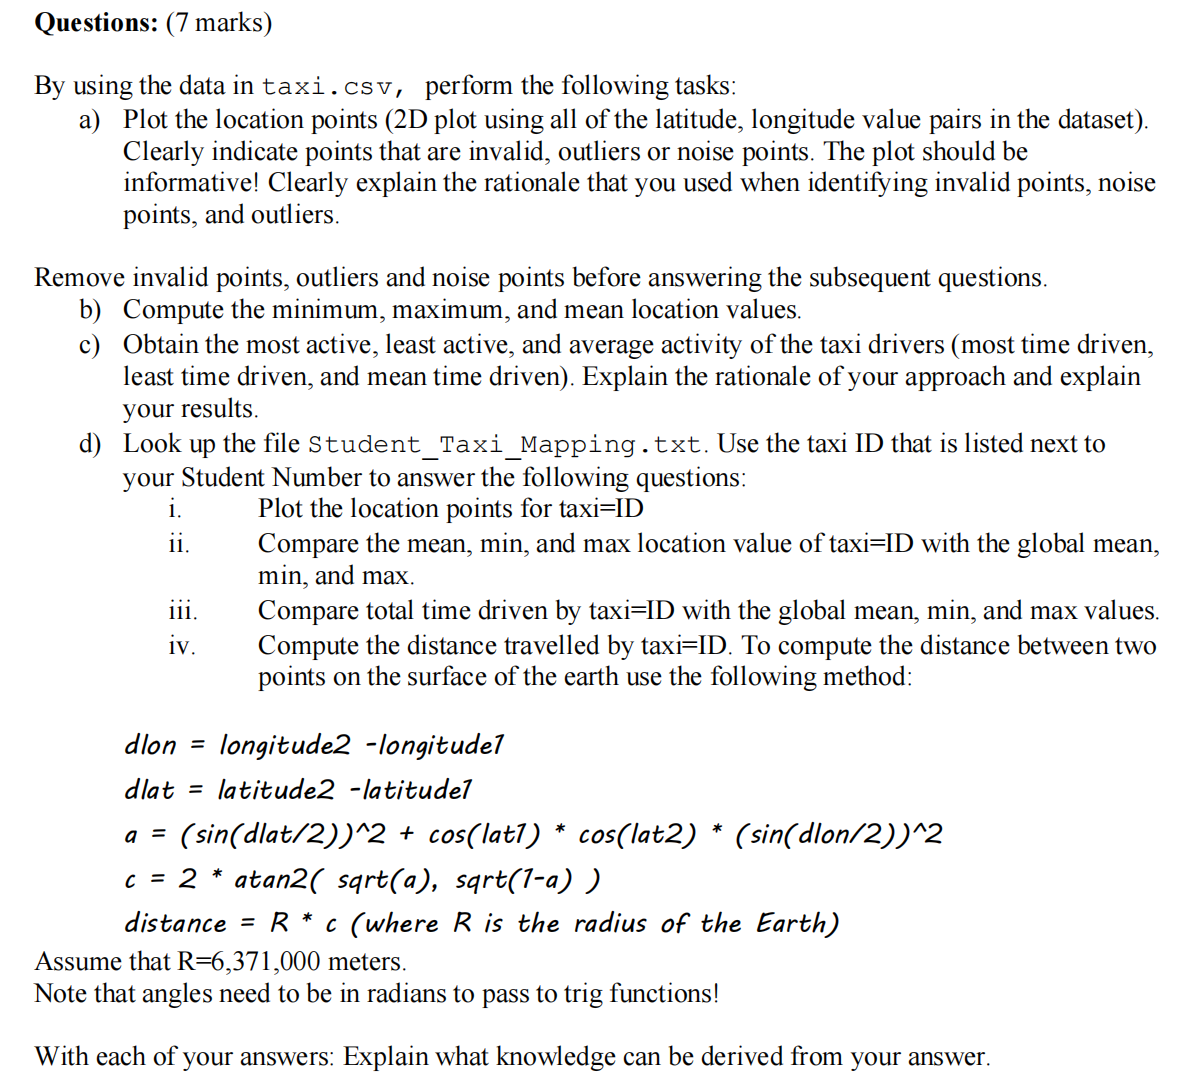 Questions: (7 marks)
By using the data in taxi.csv, perform the following tasks:
a) Plot the location points (2D plot using all of the latitude, longitude value pairs in the dataset).
Clearly indicate points that are invalid, outliers or noise points. The plot should be
informative! Clearly explain the rationale that you used when identifying invalid points, noise
points, and outliers.
Remove invalid points, outliers and noise points before answering the subsequent questions.
b) Compute the minimum, maximum, and mean location values.
c) Obtain the most active, least active, and average activity of the taxi drivers (most time driven,
least time driven, and mean time driven). Explain the rationale of your approach and explain
your results.
d) Look up the file Student_Taxi_Mapping.txt. Use the taxi ID that is listed next to
your Student Number to answer the following questions:
i. Plot the location points for taxi=ID
ii. Compare the mean, min, and max location value of taxi=ID with the global mean,
min, and max.
iii. Compare total time driven by taxi=ID with the global mean, min, and max values.
iv. Compute the distance travelled by taxi=ID. To compute the distance between two
points on the surface of the earth use the following method:
dlon = longitude2 -longitude1
dlat = latitude2 -latitude1
a = (sin(dlat/2))^2 + cos(lat1) * cos(lat2) * (sin(dlon/2))^2
c = 2 * atan2( sqrt(a), sqrt(1-a) )
distance = R * c (where R is the radius of the Earth)
Assume that R=6,371,000 meters.
Note that angles need to be in radians to pass to trig functions!
With each of your answers: Explain what knowledge can be derived from your answer.